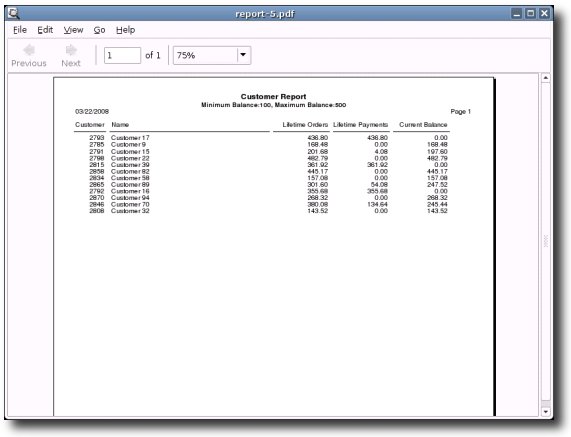 report-5.pdf
File Edit View Go Help
Previous Next 1 of 1 75%
Customer Report
Minimum Balance:100, Maximum Balance:500
03/22/2008 Page 1
Customer Name Lifetime Orders Lifetime Payments Current Balance
2793 Customer 17 436.80 436.80 0.00
2785 Customer 9 168.48 0.00 168.48
2791 Customer 15 201.68 4.08 197.60
2798 Customer 22 482.79 0.00 482.79
2815 Customer 39 361.92 361.92 0.00
2858 Customer 82 445.17 0.00 445.17
2834 Customer 58 157.08 0.00 157.08
2865 Customer 89 301.60 54.08 247.52
2792 Customer 16 355.68 355.68 0.00
2870 Customer 94 268.32 0.00 268.32
2846 Customer 70 380.08 134.64 245.44
2808 Customer 32 143.52 0.00 143.52